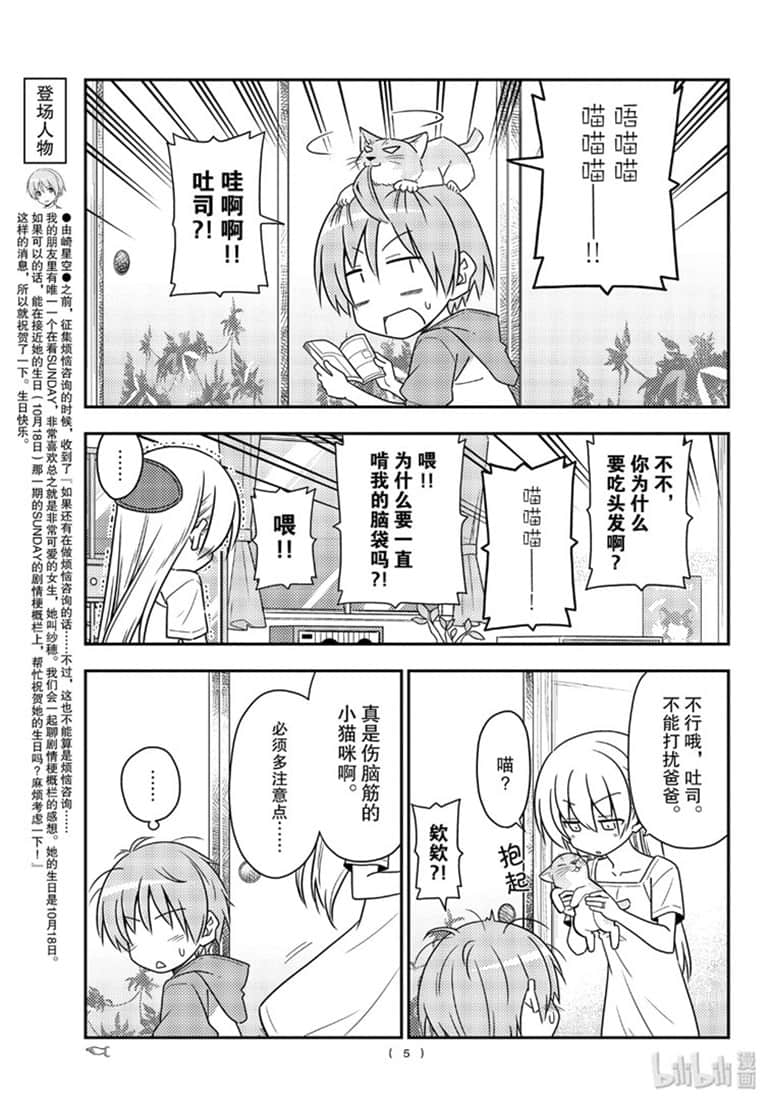 唔喵喵
喵喵喵
喵————!!
哇啊啊!!
吐司?!
不不，
你为什么
要吃头发啊?
喵喵喵
喵————!!
喂!!
为什么要一直
啃我的脑袋吗?!
喂!!
……
不行哦，吐司。
不能打扰爸爸。
喵?
抱起
欸欸?!
真是伤脑筋的
小猫咪啊。
必须多注意点……
……
登场人物
●由崎星空●之前，征集烦恼咨询的时候，收到了『如果还有在做烦恼咨询的话……不过，这也不能算是烦恼咨询……
我的朋友里有唯一一个在看SUNDAY，非常喜欢总之就是非常可爱的女生，她叫纱穗。我们会一起聊剧情梗概栏的感想。她的生日是10月18日。
如果可以的话，能在接近她的生日（10月18日）那一期的SUNDAY的剧情梗概栏上，帮忙祝贺她的生日吗？麻烦考虑一下！』
这样的消息，所以就祝贺了一下。生日快乐。
( 5 )
bilibili 漫画